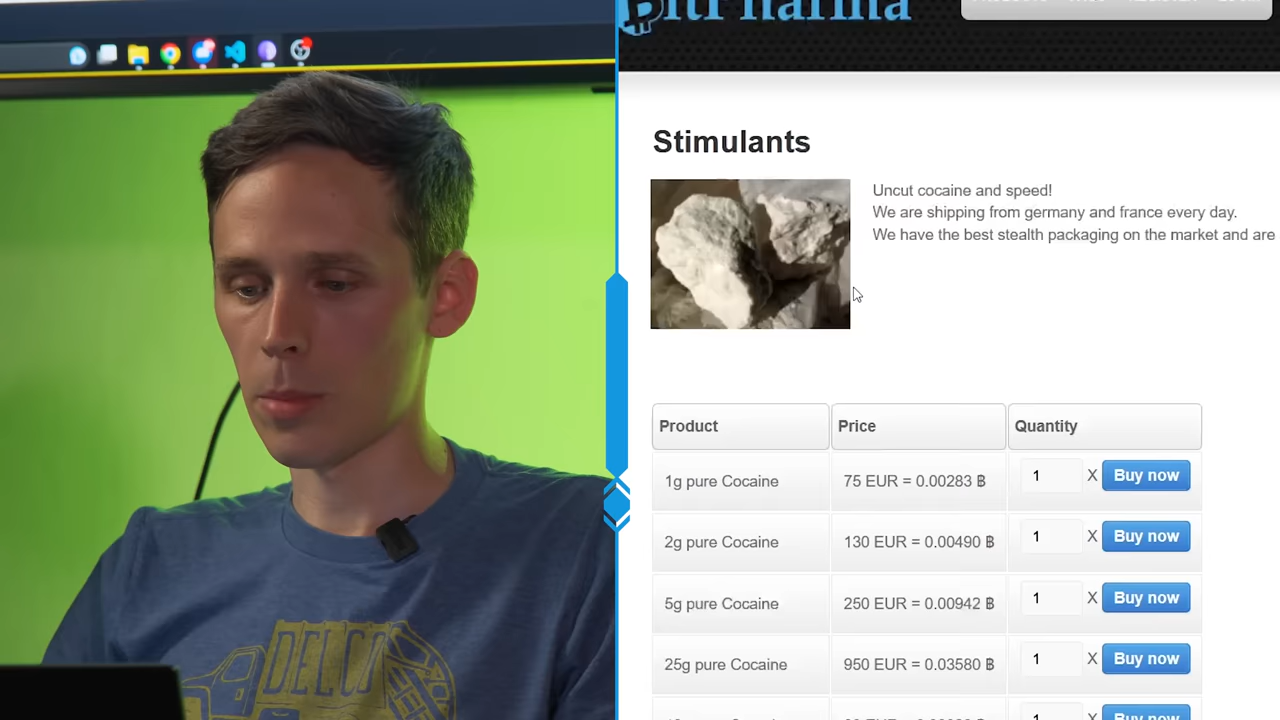 Stimulants
Uncut cocaine and speed!
We are shipping from germany and france every day.
We have the best stealth packaging on the market and are
Product Price Quantity
1g pure Cocaine 75 EUR = 0.00283 ฿ 1 X Buy now
2g pure Cocaine 130 EUR = 0.00490 ฿ 1 X Buy now
5g pure Cocaine 250 EUR = 0.00942 ฿ 1 X Buy now
25g pure Cocaine 950 EUR = 0.03580 ฿ 1 X Buy now
DELCO